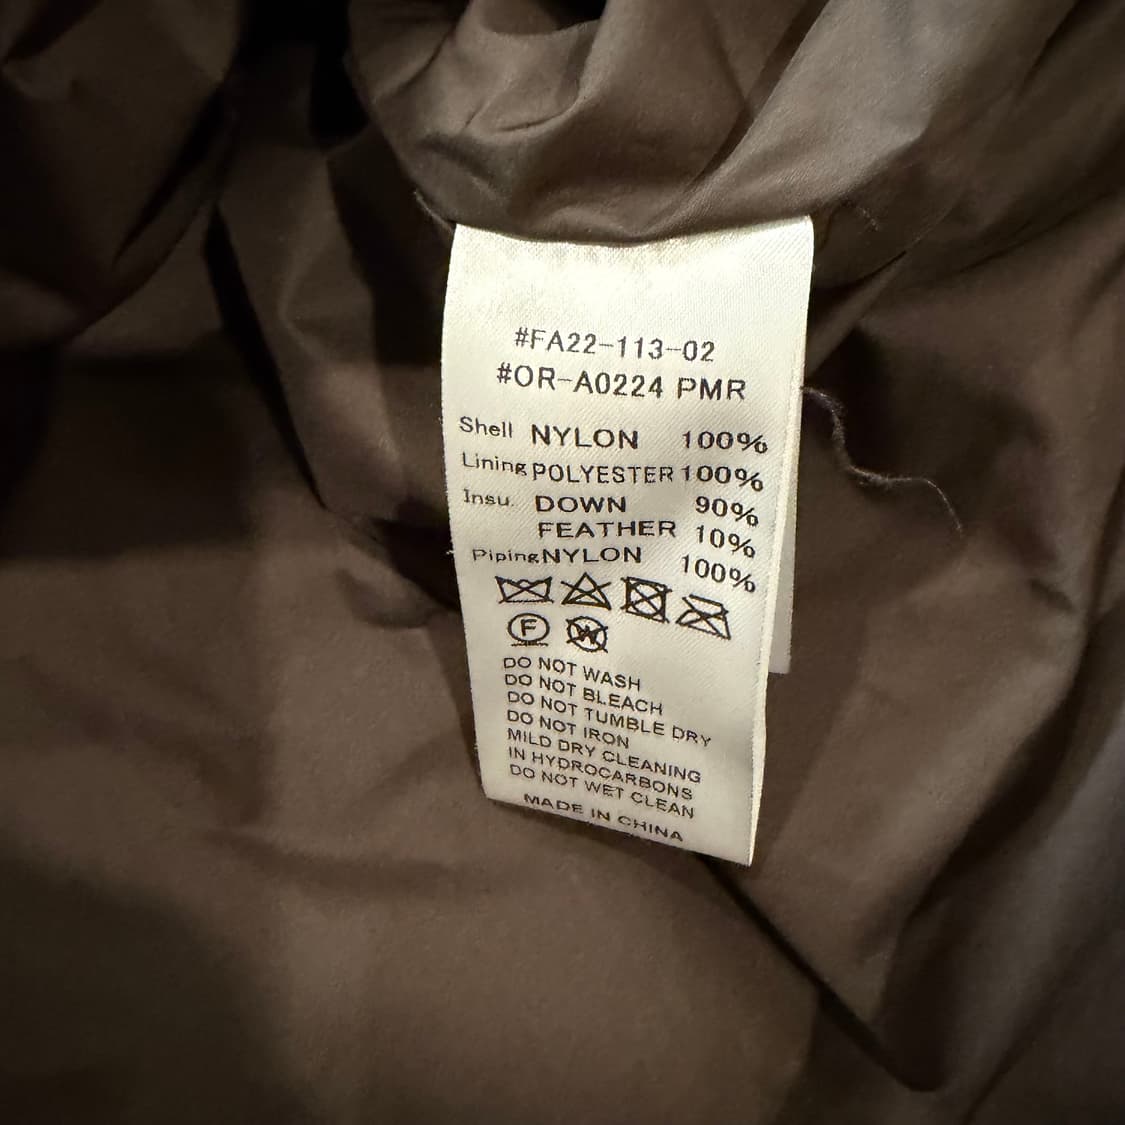 #FA22-113-02
#OR-A0224 PMR
Shell NYLON 100%
Lining POLYESTER 100%
Insu. DOWN 90%
FEATHER 10%
Piping NYLON 100%
F W
DO NOT WASH
DO NOT BLEACH
DO NOT TUMBLE DRY
DO NOT IRON
MILD DRY CLEANING
IN HYDROCARBONS
DO NOT WET CLEAN
MADE IN CHINA